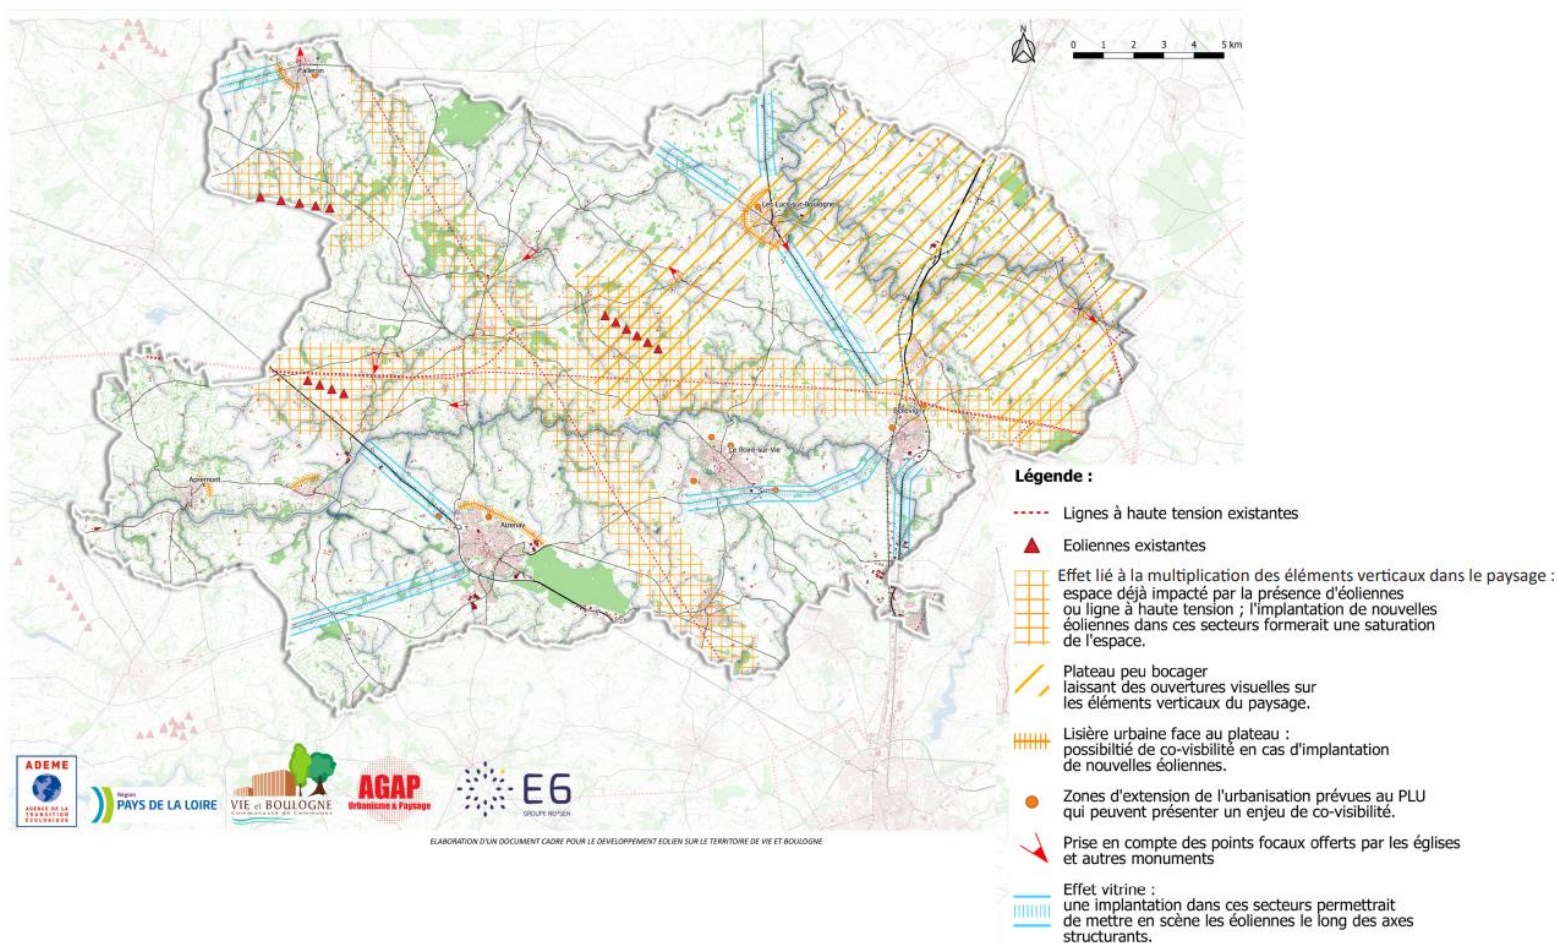 N
0 1 2 3 4 5 km
Les Lucs-sur-Boulogne
Bellevigny
Le Poiré-sur-Vie
Apremont
Aizenay
Légende :
Lignes à haute tension existantes
Eoliennes existantes
Effet lié à la multiplication des éléments verticaux dans le paysage :
espace déjà impacté par la présence d'éoliennes
ou ligne à haute tension ; l'implantation de nouvelles
éoliennes dans ces secteurs formerait une saturation
de l'espace.
Plateau peu bocager
laissant des ouvertures visuelles sur
les éléments verticaux du paysage.
Lisière urbaine face au plateau :
possibiltié de co-visbilité en cas d'implantation
de nouvelles éoliennes.
Zones d'extension de l'urbanisation prévues au PLU
qui peuvent présenter un enjeu de co-visibilité.
Prise en compte des points focaux offerts par les églises
et autres monuments
Effet vitrine :
une implantation dans ces secteurs permettrait
de mettre en scène les éoliennes le long des axes
structurants.
ADEME
AGENCE DE LA
TRANSITION
ÉCOLOGIQUE
Région
PAYS DE LA LOIRE
VIE et BOULOGNE
Communauté de Communes
AGAP
Urbanisme & Paysage
E6
ELABORATION D'UN DOCUMENT CADRE POUR LE DEVELOPPEMENT EOLIEN SUR LE TERRITOIRE DE VIE ET BOULOGNE